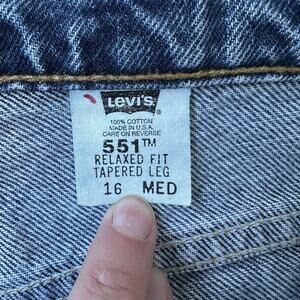 LEVI'S®
100% COTTON
MADE IN U.S.A.
CARE ON REVERSE
551™
RELAXED FIT
TAPERED LEG
16 MED